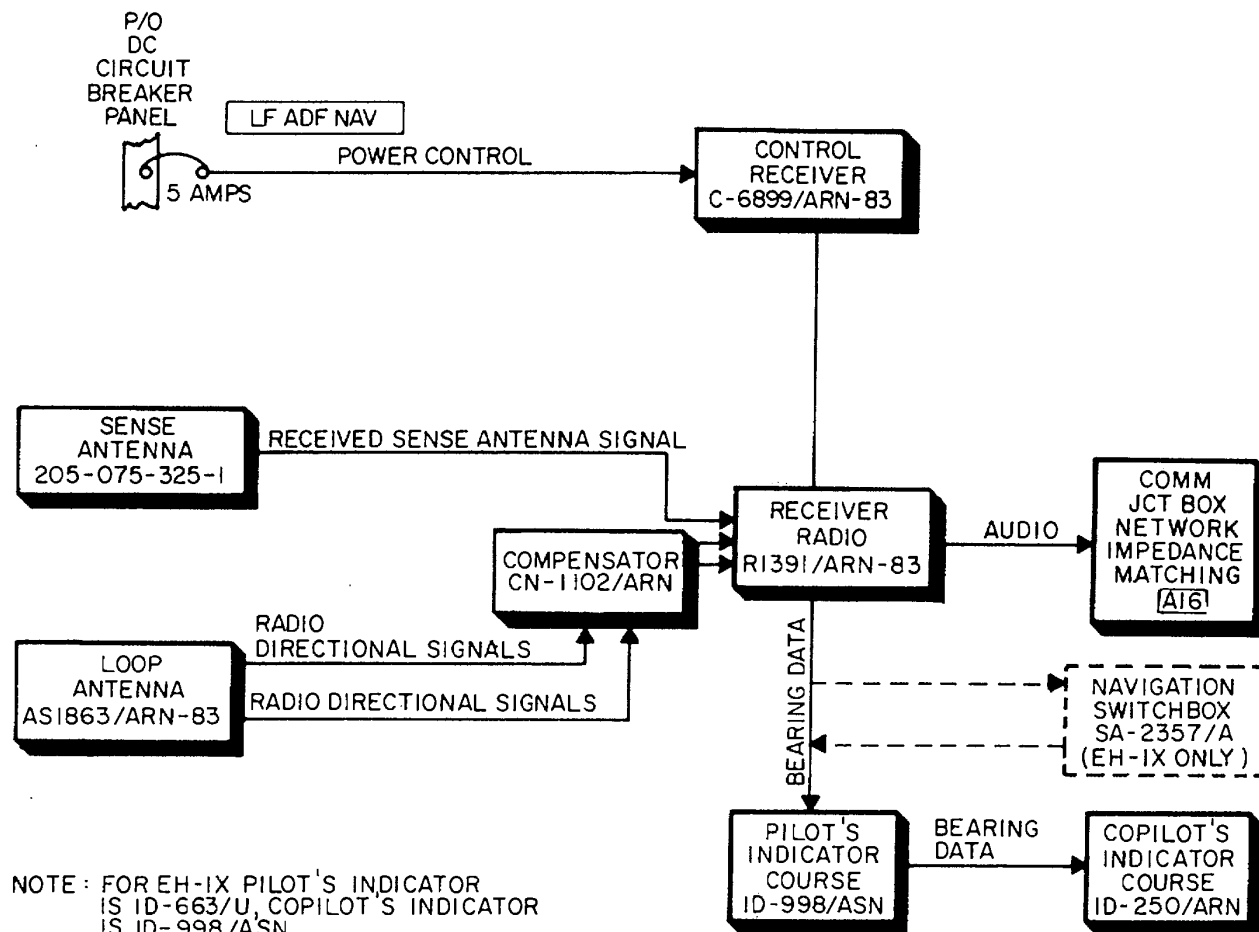 P/O
DC
CIRCUIT
BREAKER
PANEL
LF ADF NAV
POWER CONTROL
5 AMPS
CONTROL
RECEIVER
C-6899/ARN-83
SENSE
ANTENNA
205-075-325-1
RECEIVED SENSE ANTENNA SIGNAL
COMPENSATOR
CN-1102/ARN
RECEIVER
RADIO
R1391/ARN-83
AUDIO
COMM
JCT BOX
NETWORK
IMPEDANCE
MATCHING
A16
RADIO
DIRECTIONAL SIGNALS
LOOP
ANTENNA
AS1863/ARN-83
RADIO DIRECTIONAL SIGNALS
BEARING DATA
NAVIGATION
SWITCHBOX
SA-2357/A
(EH-1X ONLY)
PILOT'S
INDICATOR
COURSE
ID-998/ASN
BEARING
DATA
COPILOT'S
INDICATOR
COURSE
ID-250/ARN
NOTE: FOR EH-1X PILOT'S INDICATOR
IS ID-663/U, COPILOT'S INDICATOR
IS ID-998/ASN